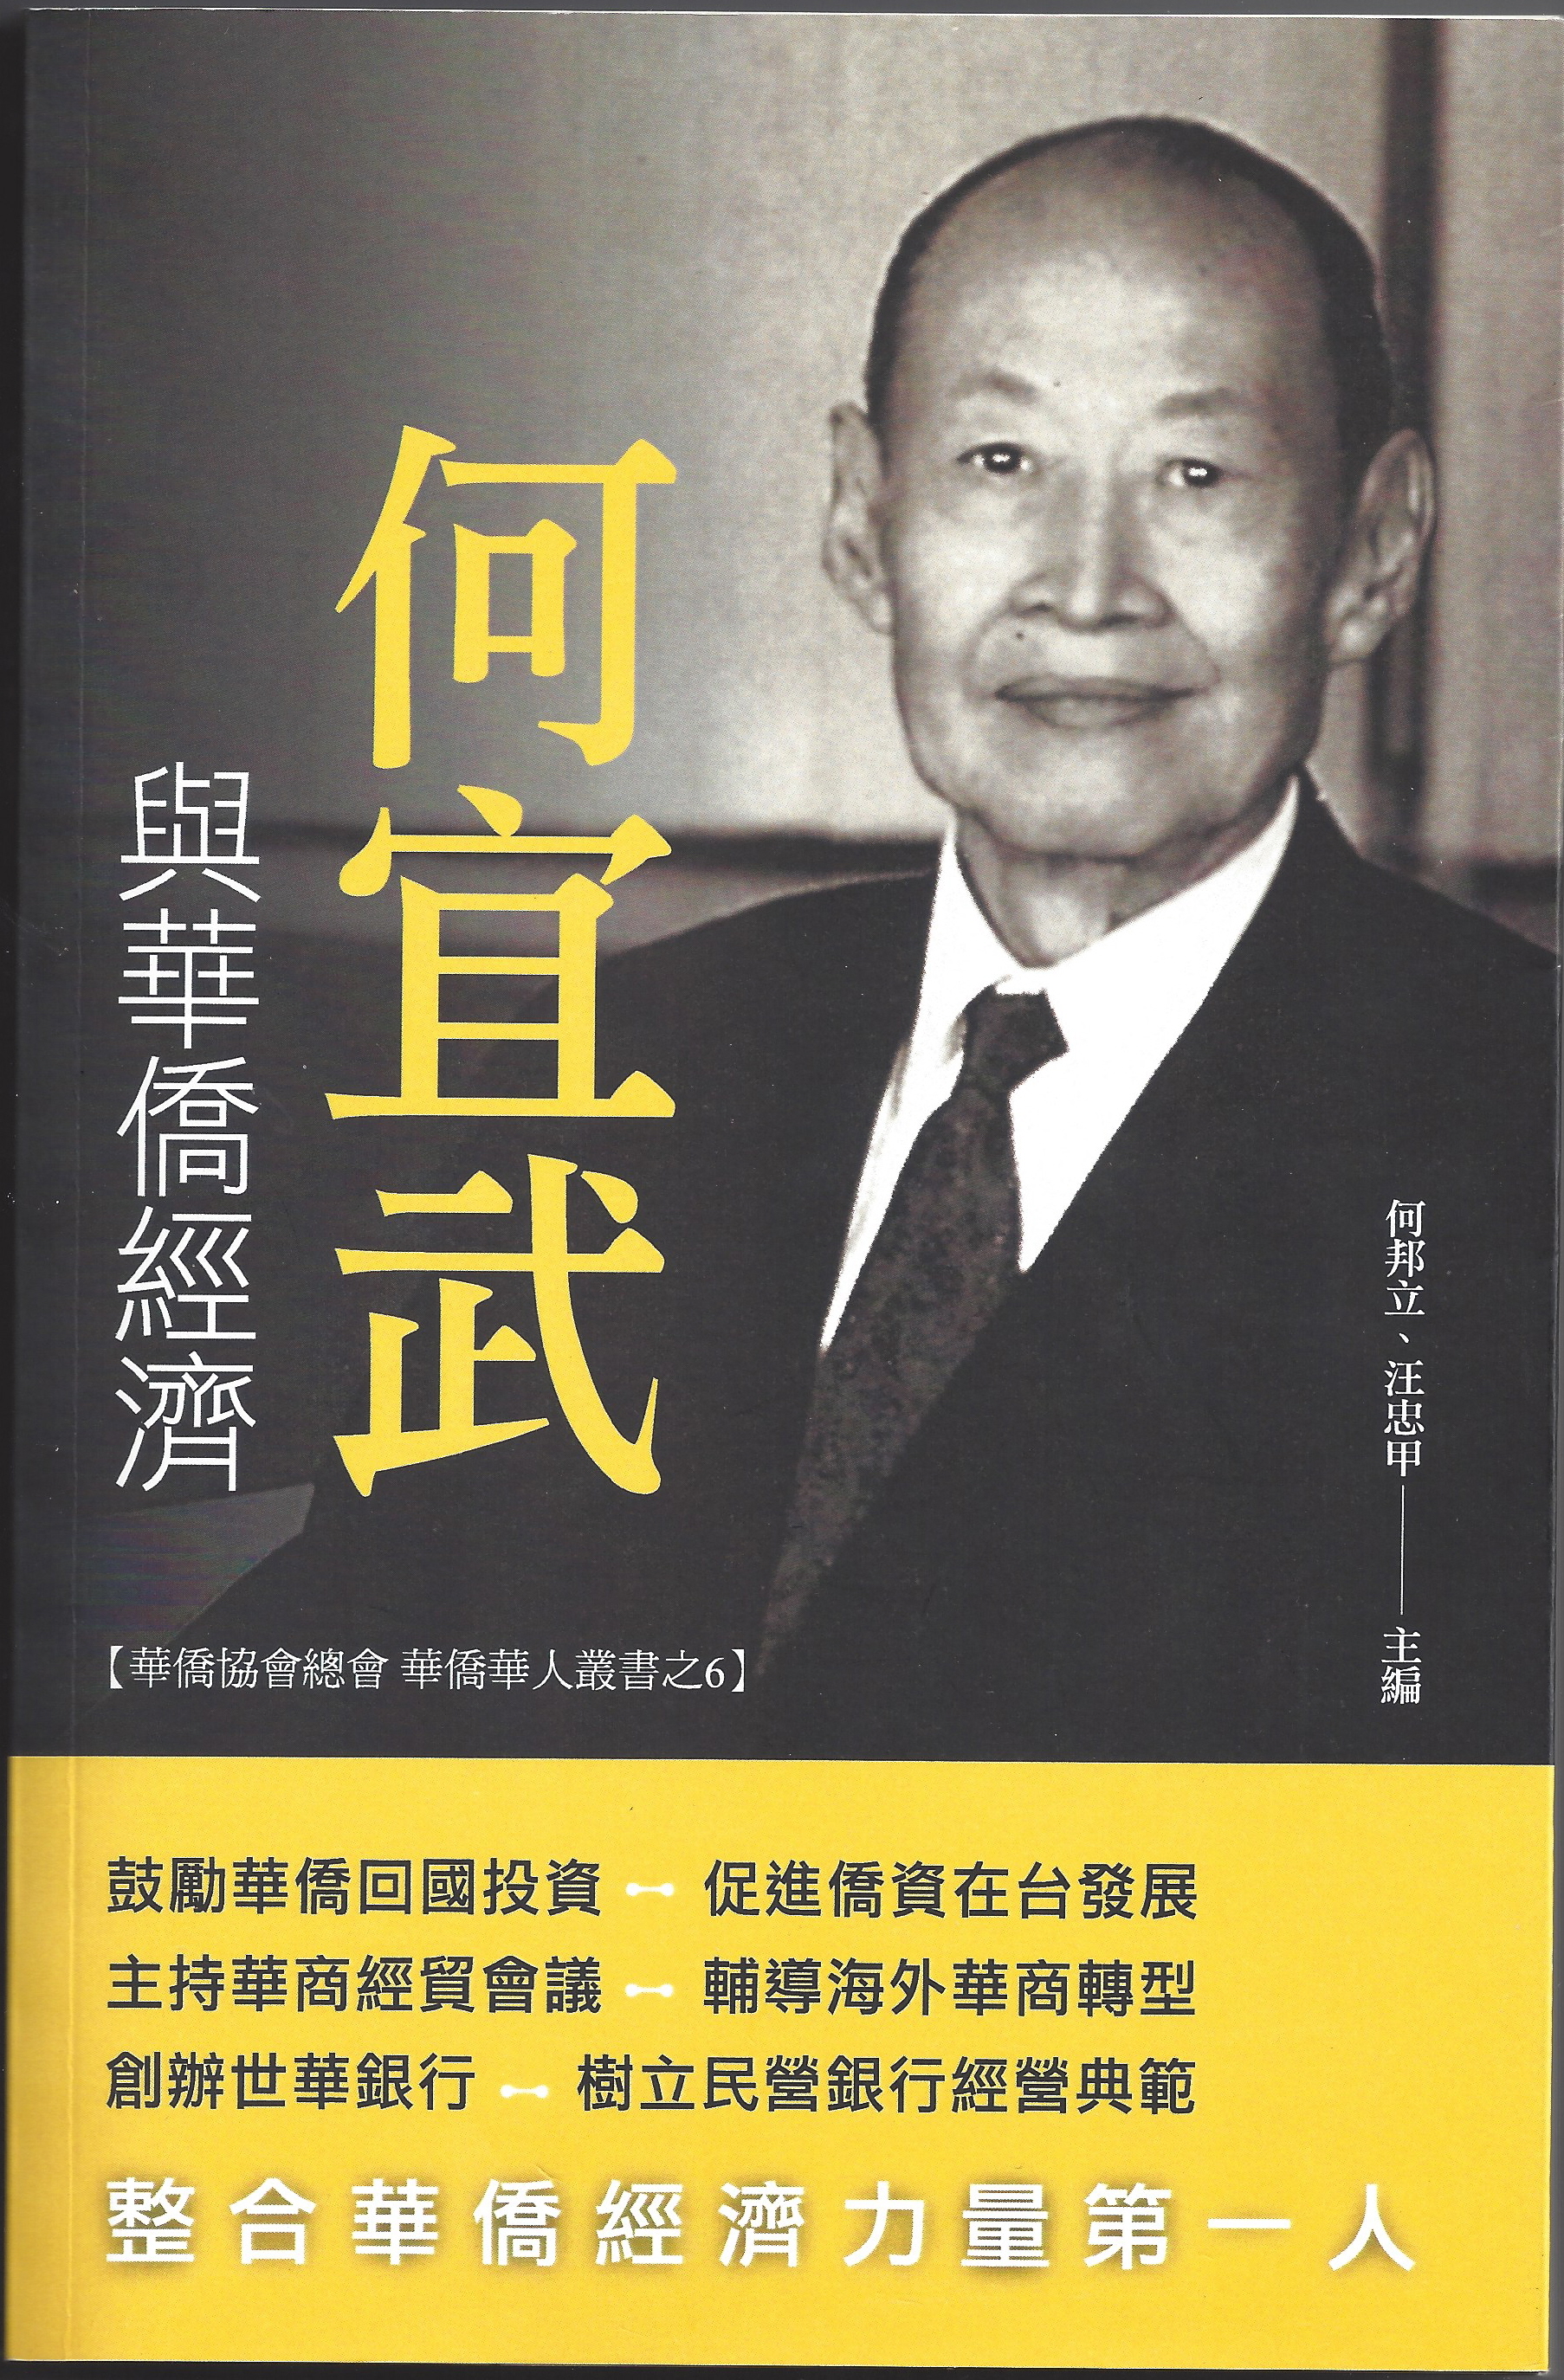 何宜武
與華僑經濟
何邦立、汪忠甲——主編
【華僑協會總會 華僑華人叢書之6】
鼓勵華僑回國投資 — 促進僑資在台發展
主持華商經貿會議 — 輔導海外華商轉型
創辦世華銀行 — 樹立民營銀行經營典範
整合華僑經濟力量第一人